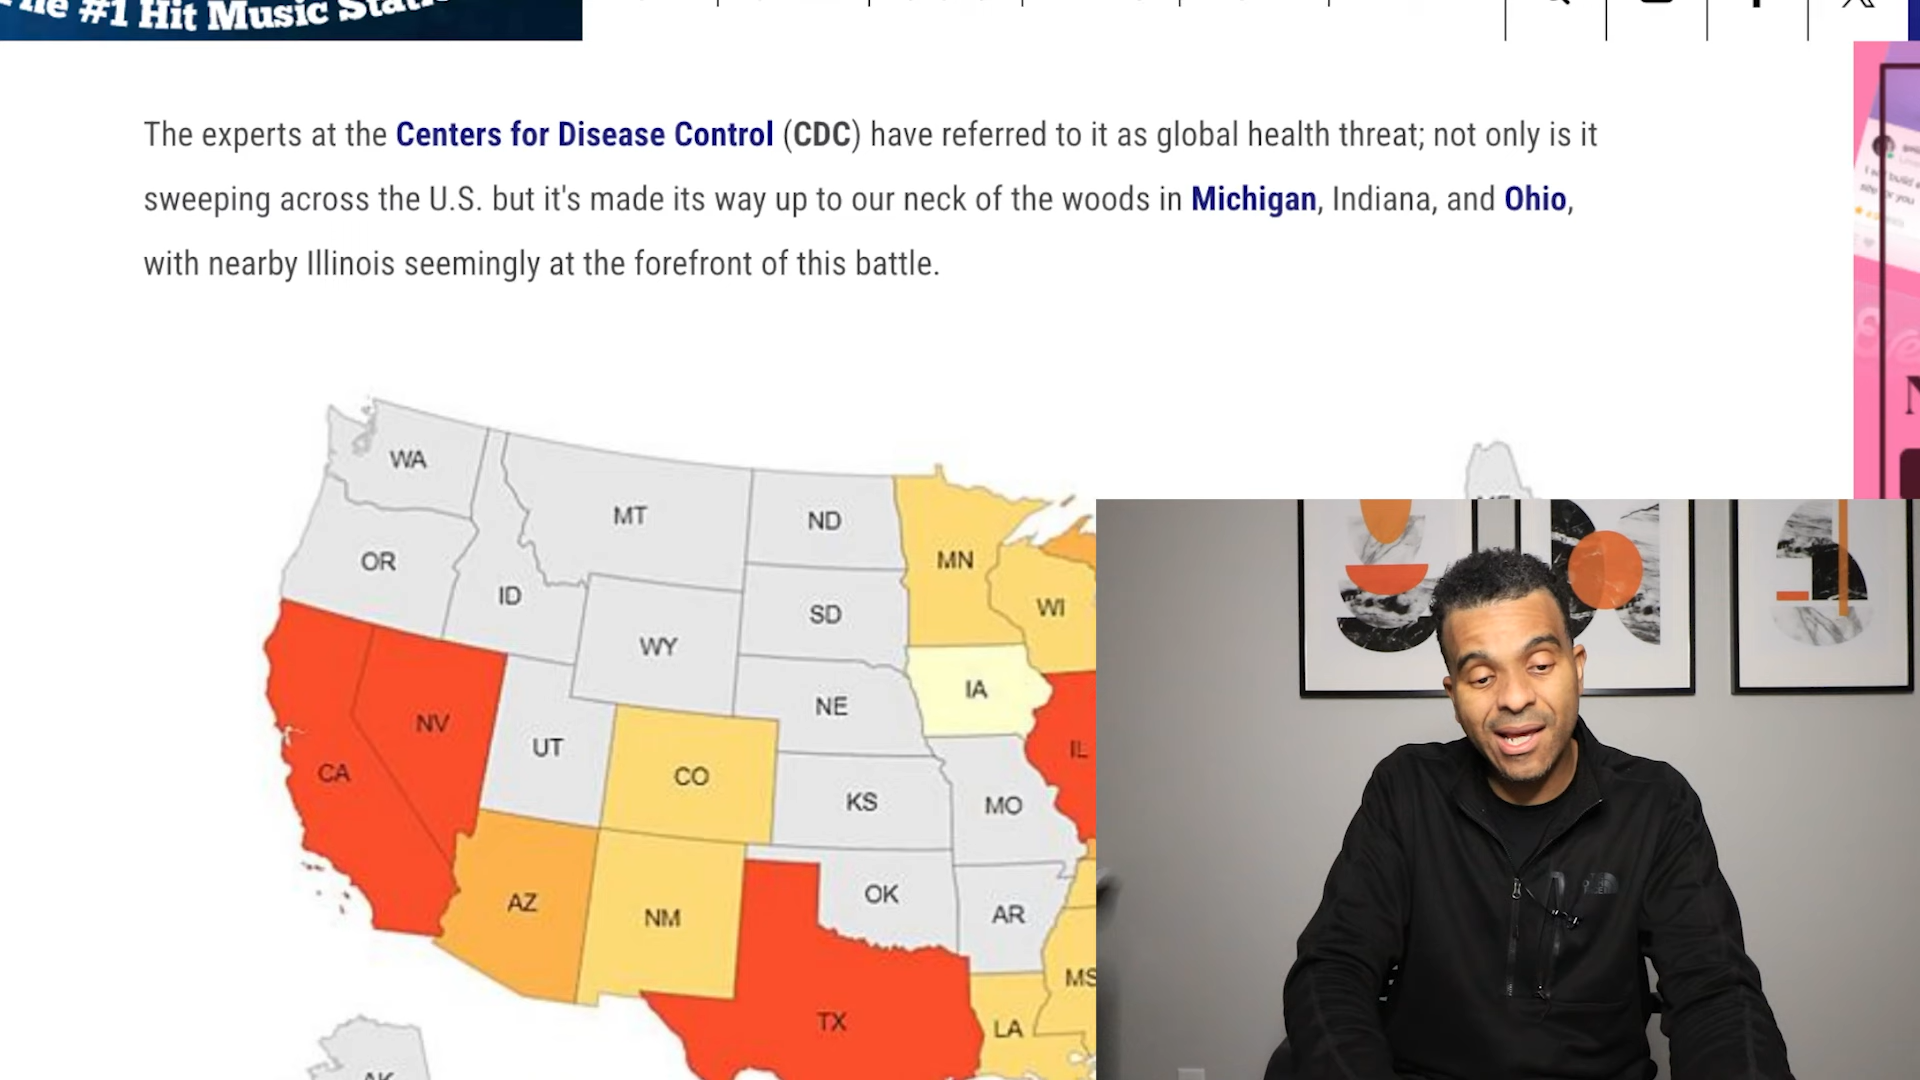 The #1 Hit Music Stati
The experts at the Centers for Disease Control (CDC) have referred to it as global health threat; not only is it
sweeping across the U.S. but it's made its way up to our neck of the woods in Michigan, Indiana, and Ohio,
with nearby Illinois seemingly at the forefront of this battle.
WA
MT
ND
MN
OR
ID
SD
WI
WY
IA
NE
NV
UT
CO
IL
CA
KS
MO
AZ
NM
OK
AR
MS
TX
LA
AK